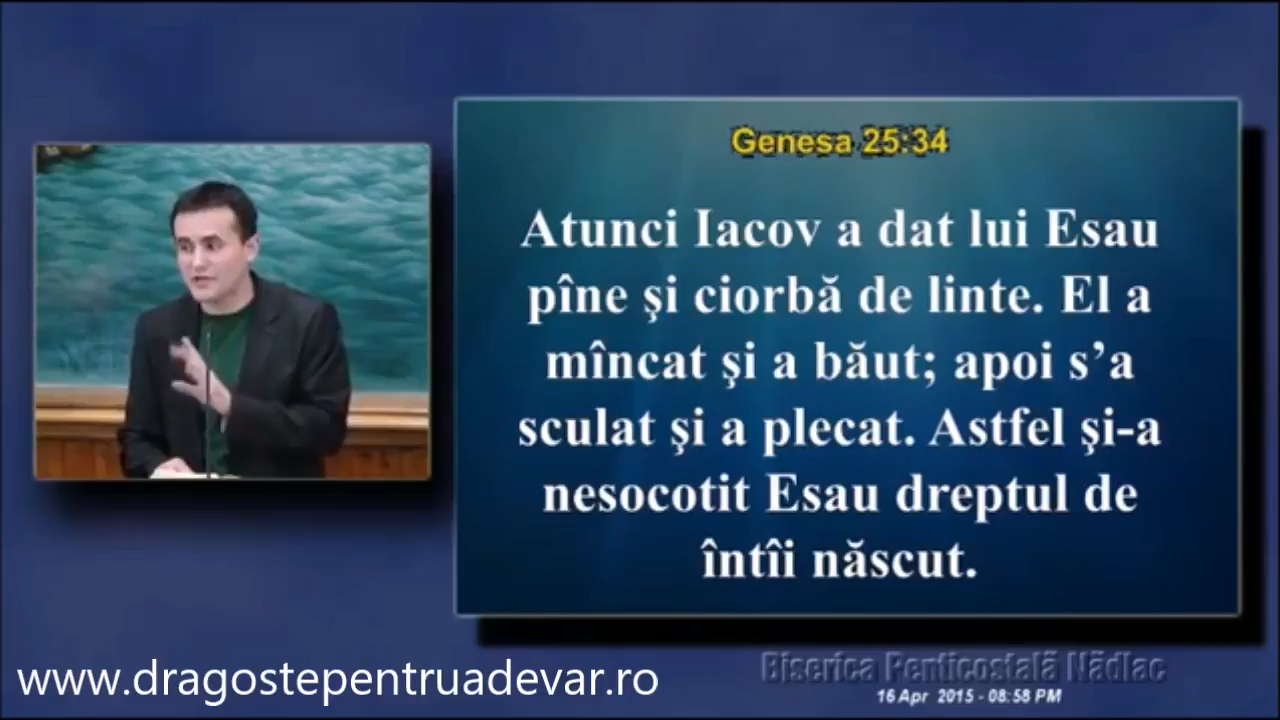 Genesa 25:34
Atunci Iacov a dat lui Esau
pîne şi ciorbă de linte. El a
mîncat şi a băut; apoi s’a
sculat şi a plecat. Astfel şi-a
nesocotit Esau dreptul de
întîi născut.
www.dragostepentruadevar.ro
Biserica Penticostală Nădlac
16 Apr 2015 - 08:58 PM